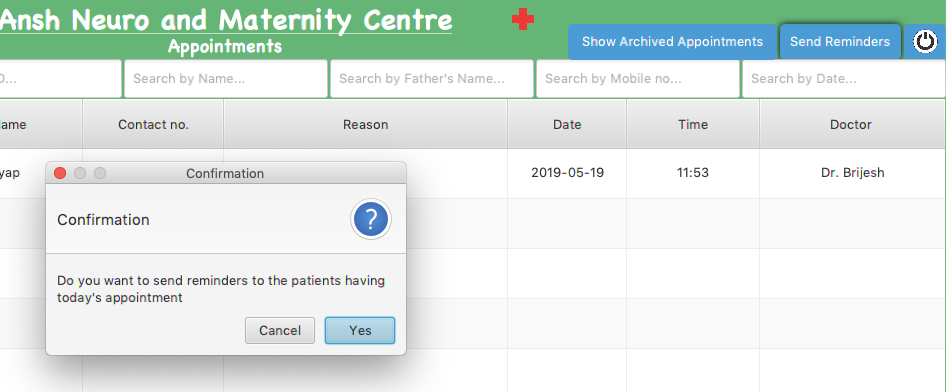 Ansh Neuro and Maternity Centre
Appointments
Show Archived Appointments
Send Reminders
Search by Name...
Search by Father's Name...
Search by Mobile no...
Search by Date...
Contact no.
Reason
Date
Time
Doctor
2019-05-19
11:53
Dr. Brijesh
Confirmation
Confirmation
?
Do you want to send reminders to the patients having
today's appointment
Cancel
Yes